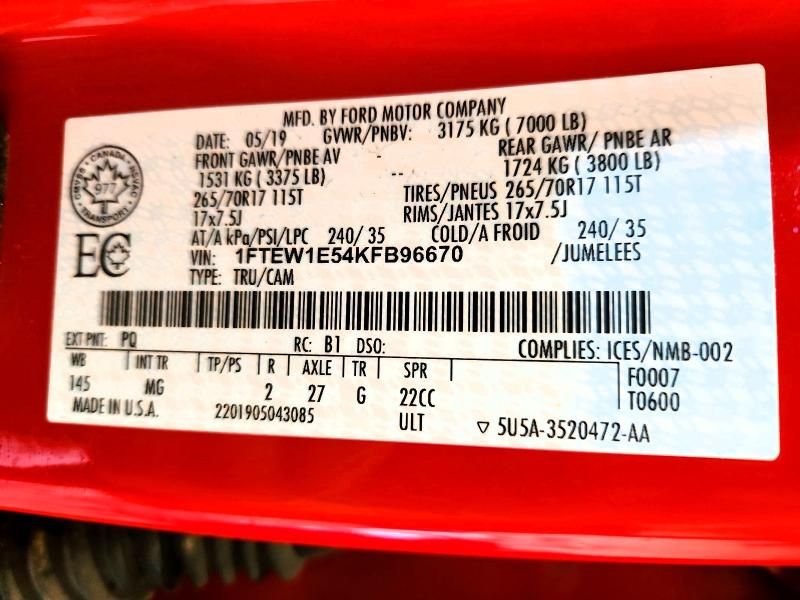 MFD. BY FORD MOTOR COMPANY
DATE: 05/19 GVWR/PNBV: 3175 KG ( 7000 LB)
FRONT GAWR/PNBE AV - REAR GAWR/ PNBE AR
1531 KG ( 3375 LB) -- 1724 KG ( 3800 LB)
265/70R17 115T TIRES/PNEUS 265/70R17 115T
17x7.5J RIMS/JANTES 17x7.5J
AT/A kPa/PSI/LPC 240/ 35 COLD/A FROID 240/ 35
VIN: 1FTEW1E54KFB96670 /JUMELEES
TYPE: TRU/CAM
CANADA
977
TRANSPORT
EC
EXT PNT: PQ RC: B1 DSO: COMPLIES: ICES/NMB-002
WB INT TR TP/PS R AXLE TR SPR F0007
145 MG 2 27 G 22CC T0600
MADE IN U.S.A. 2201905043085 ULT ▽ 5U5A-3520472-AA